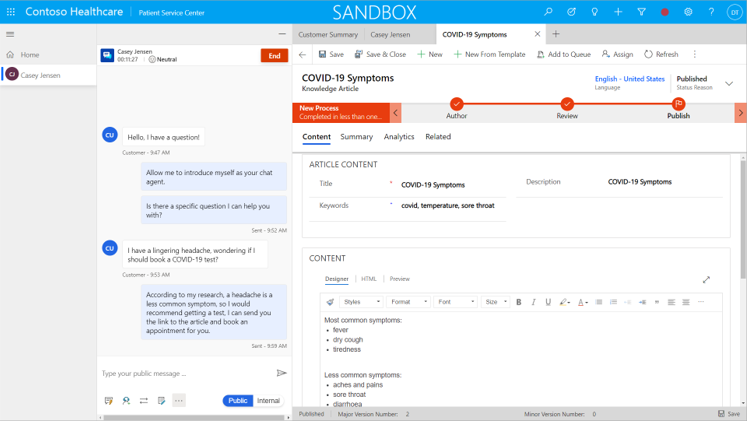 Contoso Healthcare
Patient Service Center
SANDBOX
DT
Home
CJ
Casey Jensen
Casey Jensen
00:11:27
Neutral
End
CU
Hello, I have a question!
Customer - 9:47 AM
Allow me to introduce myself as your chat
agent.
Is there a specific question I can help you
with?
Sent - 9:52 AM
CU
I have a lingering headache, wondering if I
should book a COVID-19 test?
Customer - 9:53 AM
According to my research, a headache is a
less common symptom, so I would
recommend getting a test, I can send you
the link to the article and book an
appointment for you.
Sent - 9:59 AM
Type your public message ...
Public
Internal
Customer Summary
Casey Jensen
COVID-19 Symptoms
Save
Save & Close
New
New From Template
Add to Queue
Assign
Refresh
COVID-19 Symptoms
Knowledge Article
English - United States
Language
Published
Status Reason
New Process
Completed in less than one...
Author
Review
Publish
Content
Summary
Analytics
Related
ARTICLE CONTENT
Title
*
COVID-19 Symptoms
Description
COVID-19 Symptoms
Keywords
covid, temperature, sore throat
CONTENT
Designer
HTML
Preview
Styles
Format
Font
Size
B
I
U
A
Most common symptoms:
• fever
• dry cough
• tiredness
Less common symptoms:
• aches and pains
• sore throat
• diarrhoea
Published
Major Version Number: 2
Minor Version Number: 0
Save